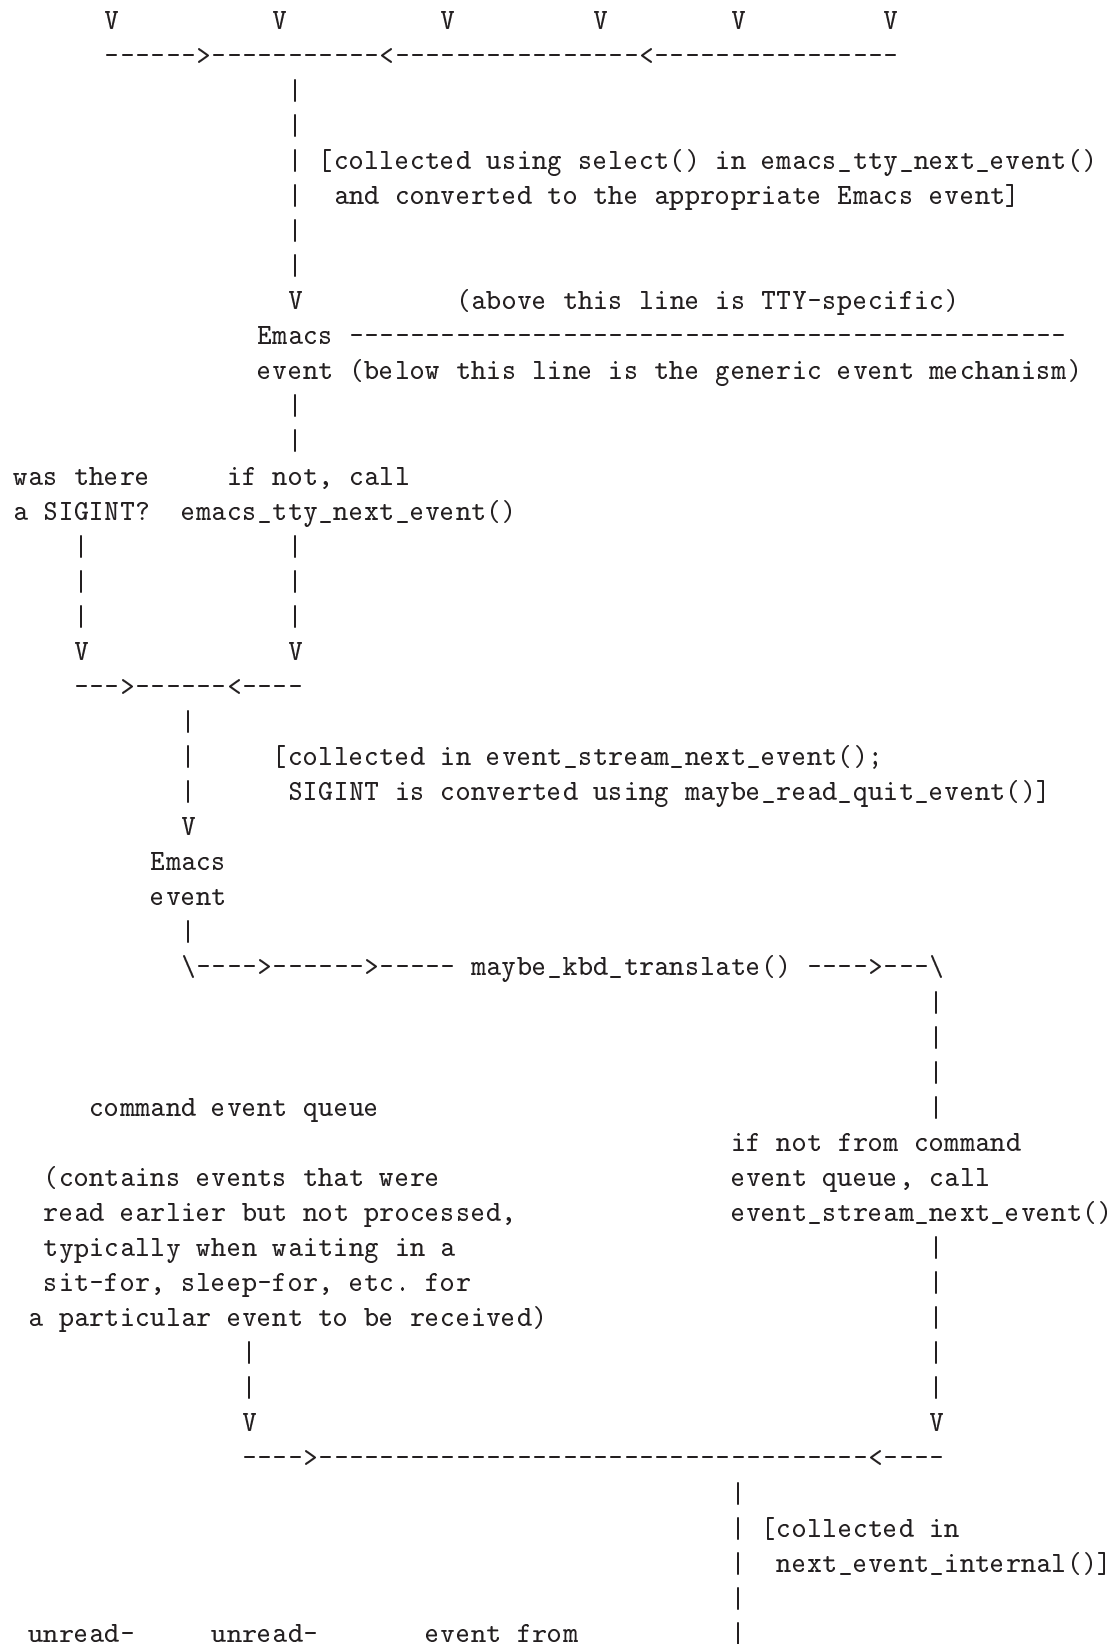 V          V          V         V        V         V
       ------>-----------<----------------<----------------
                   |
                   |
                   | [collected using select() in emacs_tty_next_event()
                   |  and converted to the appropriate Emacs event]
                   |
                   |
                   V          (above this line is TTY-specific)
                 Emacs -----------------------------------------------
                 event (below this line is the generic event mechanism)
                   |
                   |
was there     if not, call
a SIGINT?  emacs_tty_next_event()
    |              |
    |              |
    |              |
    V              V
    --->------<----
           |
           |     [collected in event_stream_next_event();
           |      SIGINT is converted using maybe_read_quit_event()]
           V
         Emacs
         event
           |
           \---->------>----- maybe_kbd_translate() ---->---\
                                                            |
                                                            |
                                                            |
     command event queue                                    |
                                               if not from command
  (contains events that were                   event queue, call
  read earlier but not processed,              event_stream_next_event()
  typically when waiting in a                               |
  sit-for, sleep-for, etc. for                              |
 a particular event to be received)                         |
               |                                            |
               |                                            |
               V                                            V
               ---->------------------------------------<----
                                               |
                                               | [collected in
                                               |  next_event_internal()]
                                               |
 unread-     unread-       event from          |